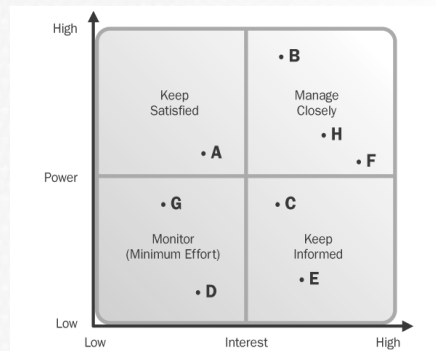 High
B
Keep
Satisfied
Manage
Closely
A
H
F
Power
G
C
Monitor
(Minimum Effort)
Keep
Informed
D
E
Low
Low
Interest
High